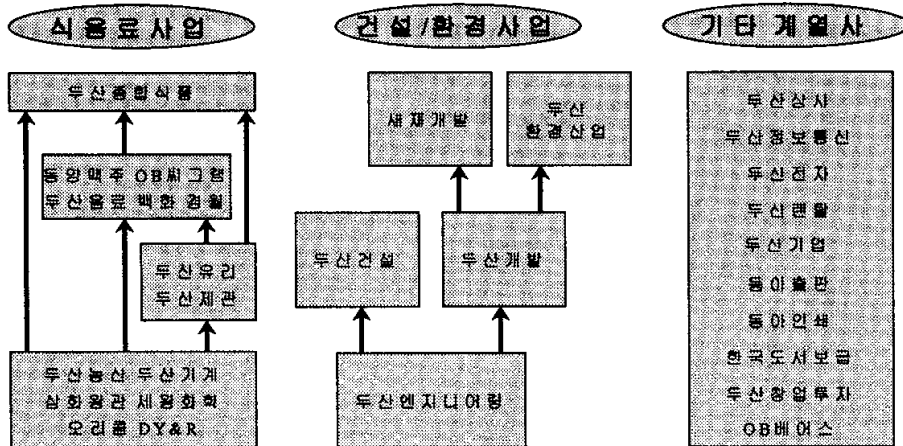 식음료사업
두산종합식품
동양맥주 OB씨그램
두산음료 백화 경월
두산유리
두산제관
두산농산 두산기계
삼화왕관 세왕화학
오리콤 DY&R
건설/환경사업
새재개발
두산
환경산업
두산건설
두산개발
두산엔지니어링
기타 계열사
두산상사
두산정보통신
두산전자
두산렌탈
두산기업
동아출판
동아인쇄
한국도서보급
두산창업투자
OB베어스